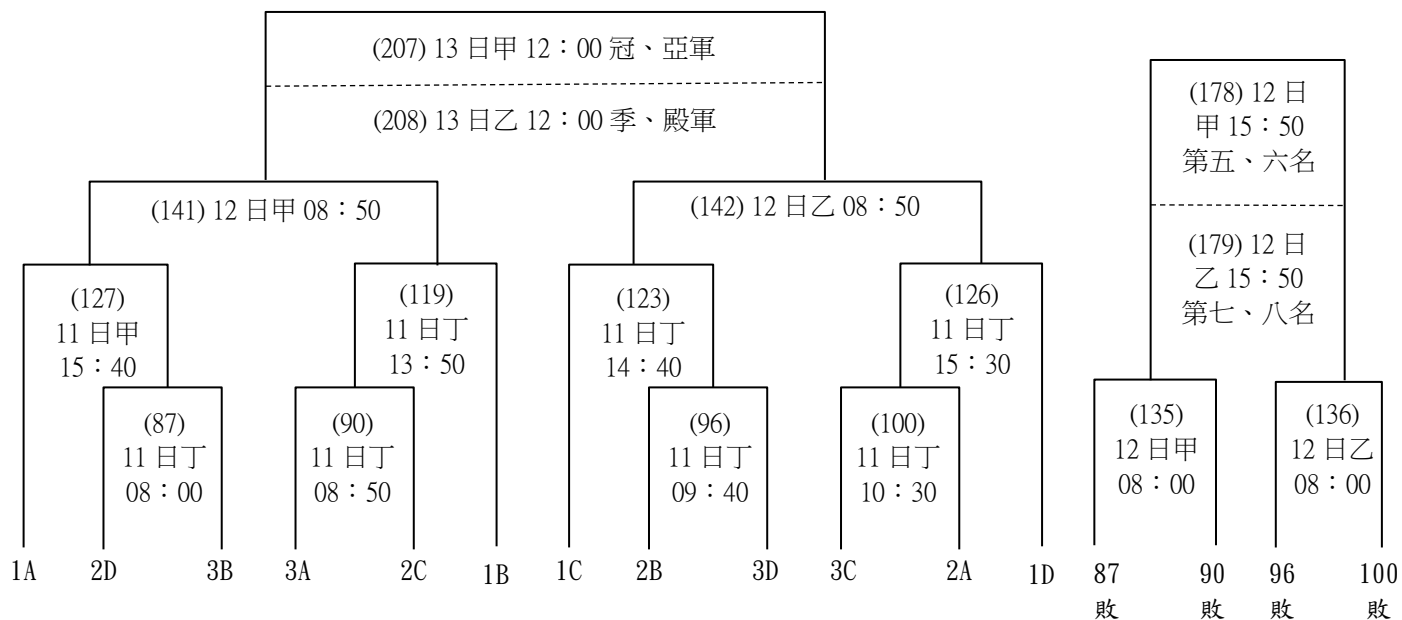 (207) 13 日甲 12：00 冠、亞軍
(208) 13 日乙 12：00 季、殿軍
(141) 12 日甲 08：50
(142) 12 日乙 08：50
(127)
11 日甲
15：40
(119)
11 日丁
13：50
(123)
11 日丁
14：40
(126)
11 日丁
15：30
(87)
11 日丁
08：00
(90)
11 日丁
08：50
(96)
11 日丁
09：40
(100)
11 日丁
10：30
1A 2D 3B 3A 2C 1B 1C 2B 3D 3C 2A 1D
(178) 12 日
甲 15：50
第五、六名
(179) 12 日
乙 15：50
第七、八名
(135)
12 日甲
08：00
(136)
12 日乙
08：00
87 90 96 100
敗 敗 敗 敗